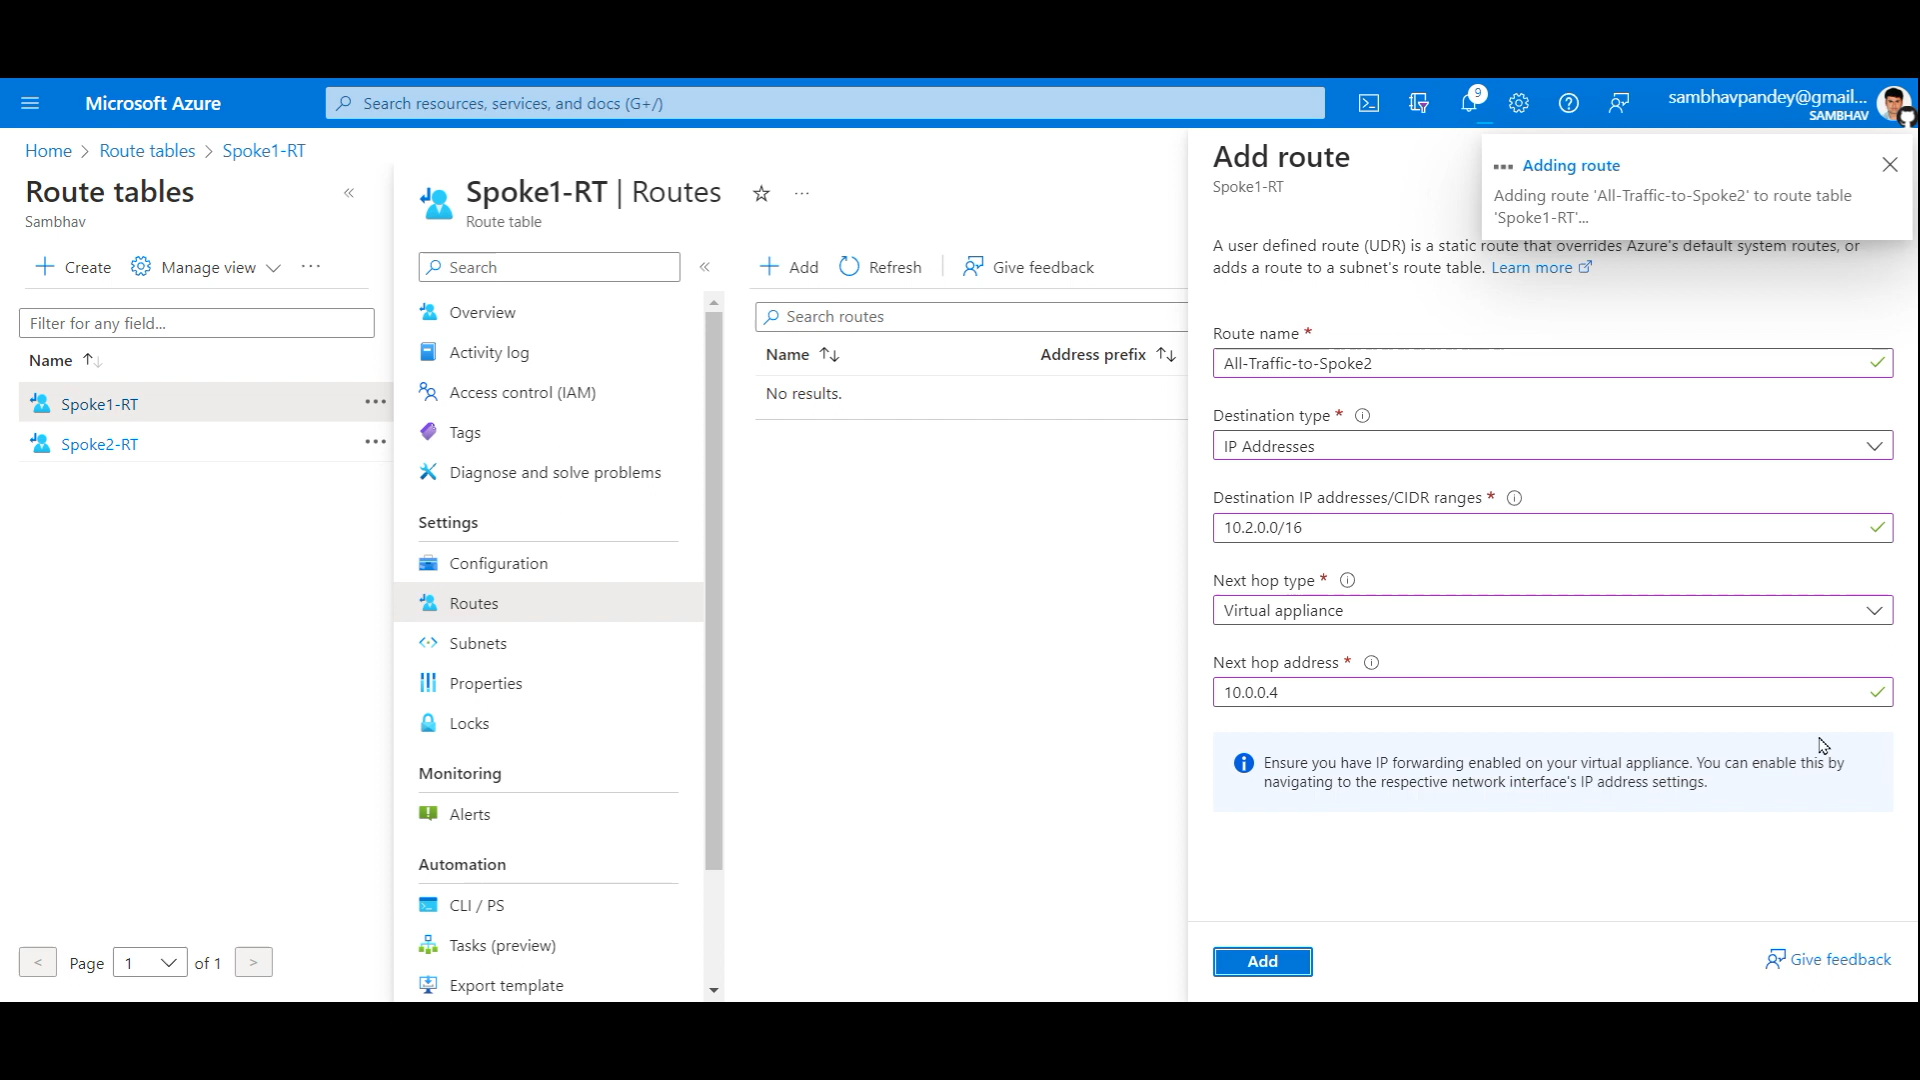 Microsoft Azure
Search resources, services, and docs (G+/)
9
sambhavpandey@gmail...
SAMBHAV
Home > Route tables > Spoke1-RT
Route tables
Sambhav
Create
Manage view
Filter for any field...
Name
Spoke1-RT
Spoke2-RT
< Page 1 of 1 >
Spoke1-RT | Routes
Route table
Search
Overview
Activity log
Access control (IAM)
Tags
Diagnose and solve problems
Settings
Configuration
Routes
Subnets
Properties
Locks
Monitoring
Alerts
Automation
CLI / PS
Tasks (preview)
Export template
Add
Refresh
Give feedback
Search routes
Name
Address prefix
No results.
Add route
Spoke1-RT
Adding route
Adding route 'All-Traffic-to-Spoke2' to route table
'Spoke1-RT'...
A user defined route (UDR) is a static route that overrides Azure's default system routes, or
adds a route to a subnet's route table. Learn more
Route name *
All-Traffic-to-Spoke2
Destination type *
IP Addresses
Destination IP addresses/CIDR ranges *
10.2.0.0/16
Next hop type *
Virtual appliance
Next hop address *
10.0.0.4
Ensure you have IP forwarding enabled on your virtual appliance. You can enable this by
navigating to the respective network interface's IP address settings.
Add
Give feedback